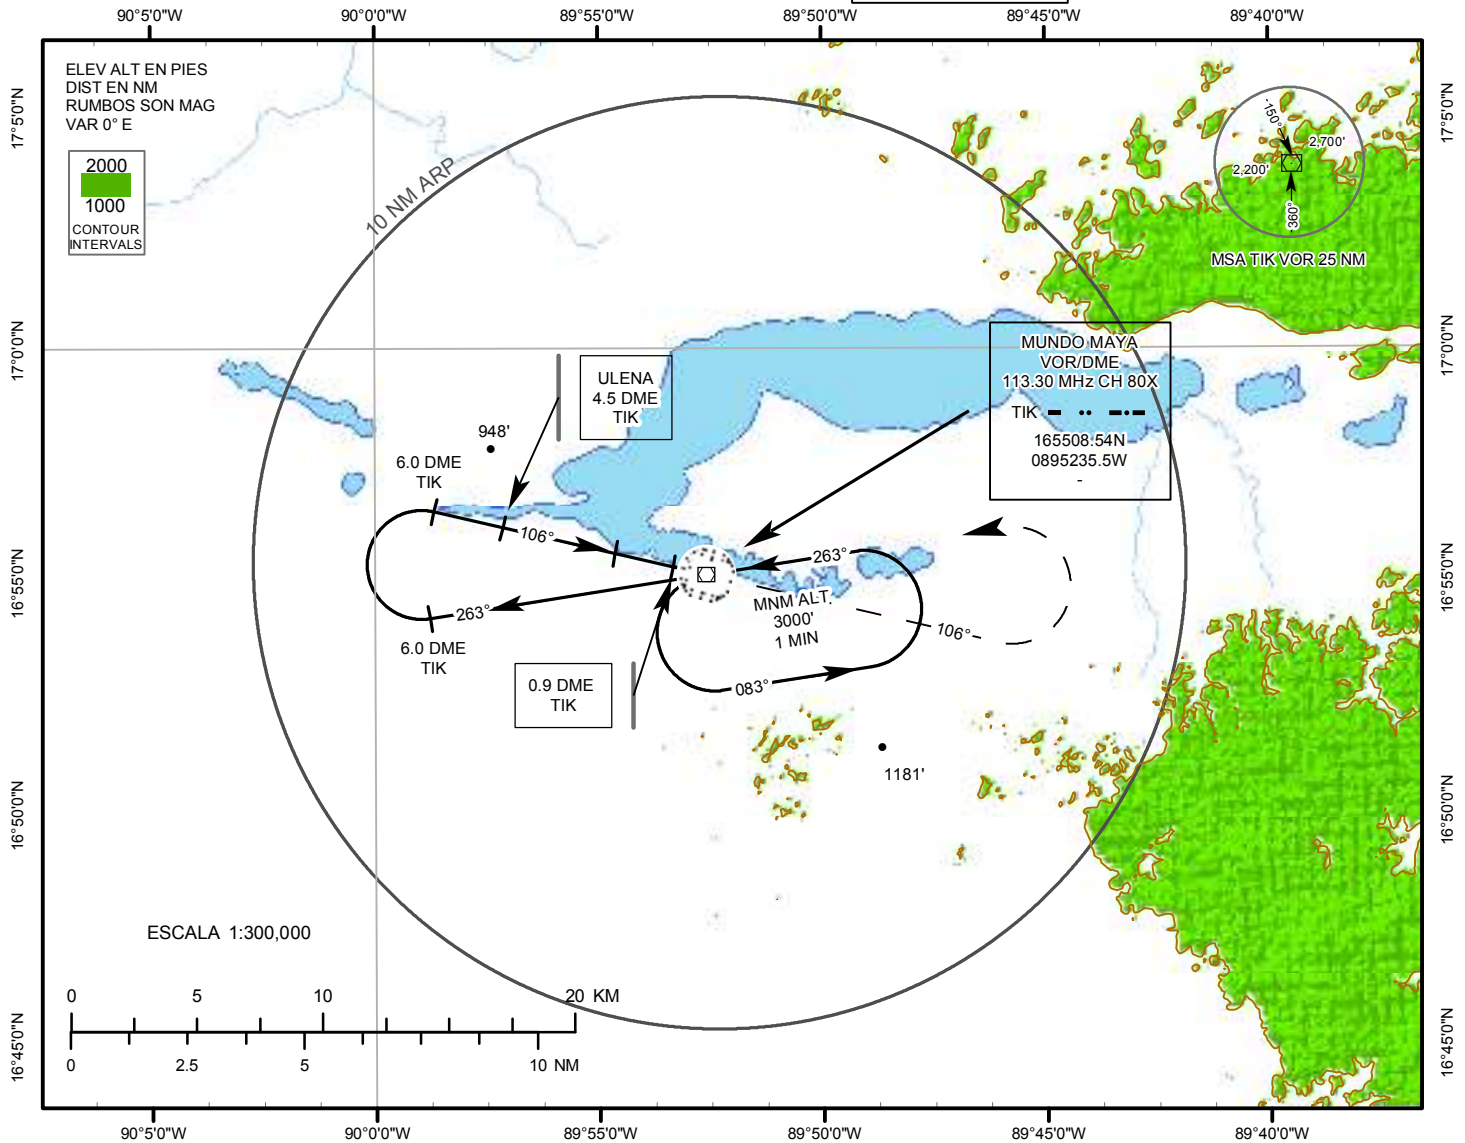 90°5'0"W
90°0'0"W
89°55'0"W
89°50'0"W
89°45'0"W
89°40'0"W
ELEV ALT EN PIES
DIST EN NM
RUMBOS SON MAG
VAR 0° E
2000
1000
CONTOUR
INTERVALS
17°5'0"N
17°5'0"N
10 NM ARP
150°
2,700'
2,200'
360°
MSA TIK VOR 25 NM
17°0'0"N
17°0'0"N
MUNDO MAYA
VOR/DME
113.30 MHz CH 80X
TIK
165508.54N
0895235.5W
-
ULENA
4.5 DME
TIK
948'
6.0 DME
TIK
106°
263°
16°55'0"N
16°55'0"N
MNM ALT.
3000'
1 MIN
263°
106°
6.0 DME
TIK
0.9 DME
TIK
083°
1181'
16°50'0"N
16°50'0"N
ESCALA 1:300,000
0
5
10
20 KM
0
2.5
5
10 NM
16°45'0"N
16°45'0"N
90°5'0"W
90°0'0"W
89°55'0"W
89°50'0"W
89°45'0"W
89°40'0"W